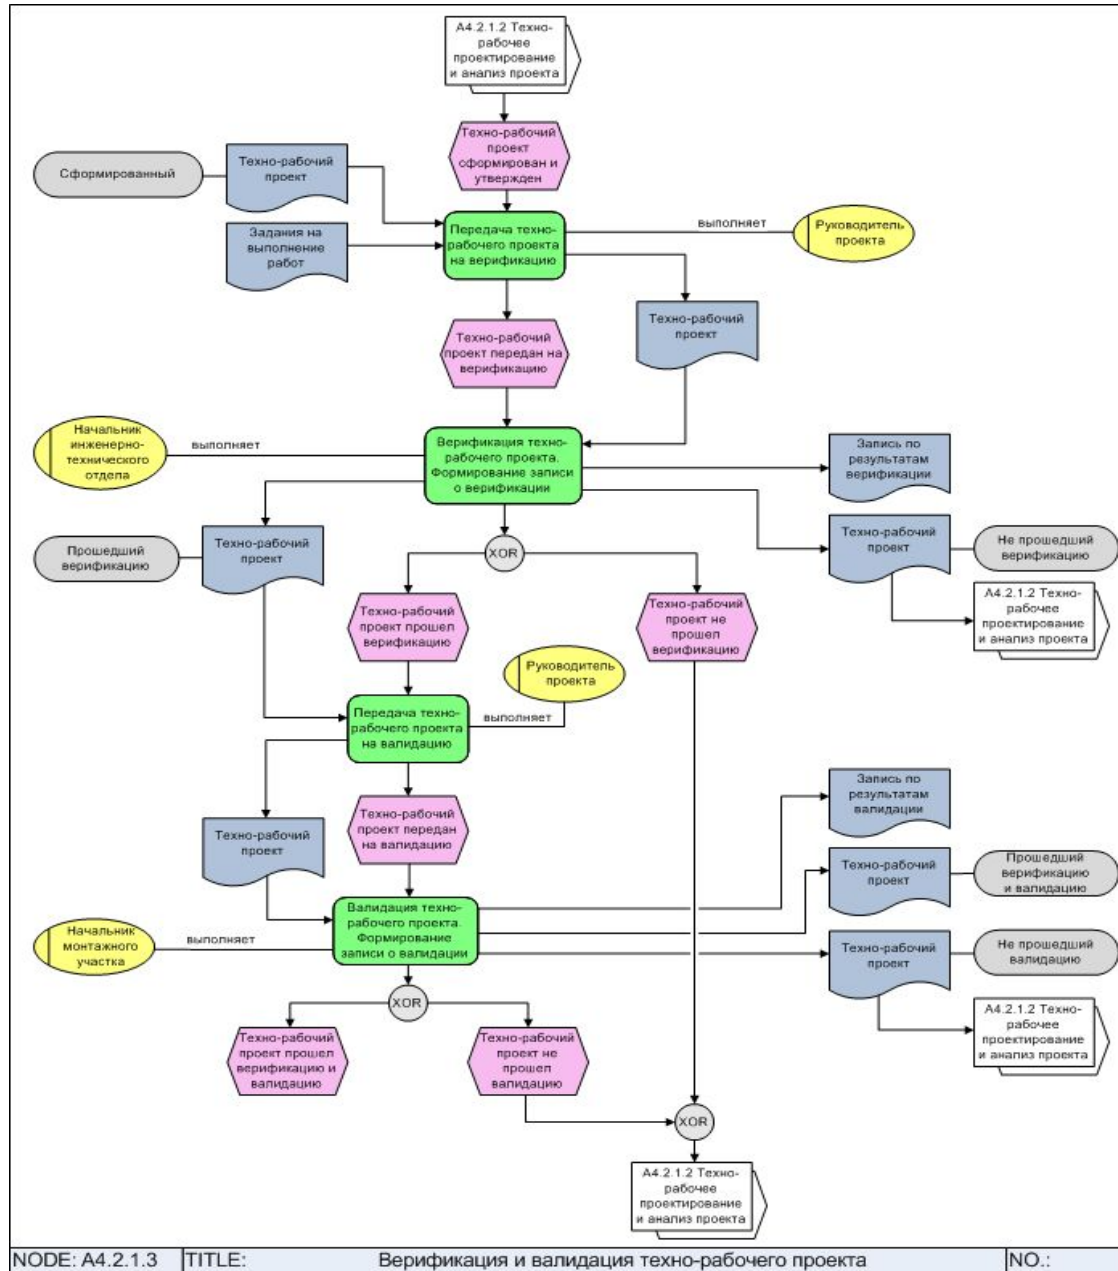 А4.2.1.2 Техно-
рабочее
проектирование
и анализ проекта
Техно-рабочий
проект
сформирован и
утвержден
Сформированный
Техно-рабочий
проект
Задания на
выполнение
работ
Передача техно-
рабочего проекта
на верификацию
выполняет
Руководитель
проекта
Техно-рабочий
проект
Техно-рабочий
проект передан на
верификацию
Начальник
инженерно-
технического
отдела
выполняет
Верификация техно-
рабочего проекта.
Формирование записи
о верификации
Запись по
результатам
верификации
Прошедший
верификацию
Техно-рабочий
проект
XOR
Техно-рабочий
проект
Не прошедший
верификацию
А4.2.1.2 Техно-
рабочее
проектирование
и анализ проекта
Техно-рабочий
проект прошел
верификацию
Техно-рабочий
проект не
прошел
верификацию
Руководитель
проекта
Передача техно-
рабочего проекта
на валидацию
выполняет
Техно-рабочий
проект
Техно-рабочий
проект передан
на валидацию
Запись по
результатам
валидации
Техно-рабочий
проект
Прошедший
верификацию
и валидацию
Начальник
монтажного
участка
выполняет
Валидация техно-
рабочего проекта.
Формирование
записи о валидации
Техно-рабочий
проект
Не прошедший
валидацию
XOR
А4.2.1.2 Техно-
рабочее
проектирование
и анализ проекта
Техно-рабочий
проект прошел
верификацию и
валидацию
Техно-рабочий
проект не
прошел
валидацию
XOR
А4.2.1.2 Техно-
рабочее
проектирование
и анализ проекта
NODE: A4.2.1.3 TITLE: Верификация и валидация техно-рабочего проекта NO.: